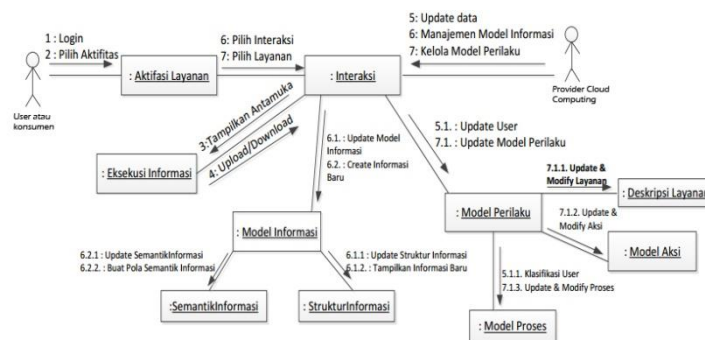 1 : Login
2 : Pilih Aktifitas
User atau
konsumen
: Aktifasi Layanan
6: Pilih Interaksi
7: Pilih Layanan
: Interaksi
5: Update data
6: Manajemen Model Informasi
7: Kelola Model Perilaku
Provider Cloud
Computing
3:Tampilkan Antamuka
4: Upload/Download
: Eksekusi Informasi
6.1. : Update Model
Informasi
6.2. : Create Informasi
Baru
5.1. : Update User
7.1. : Update Model Perilaku
: Model Informasi
: Model Perilaku
7.1.1. Update &
Modify Layanan
: Deskripsi Layanan
7.1.2. Update &
Modify Aksi
: Model Aksi
6.2.1 : Update SemantikInformasi
6.2.2. : Buat Pola Semantik Informasi
6.1.1 : Update Struktur Informasi
6.1.2. : Tampilkan Informasi Baru
:SemantikInformasi
: StrukturInformasi
5.1.1. Klasifikasi User
7.1.3. Update & Modify Proses
: Model Proses